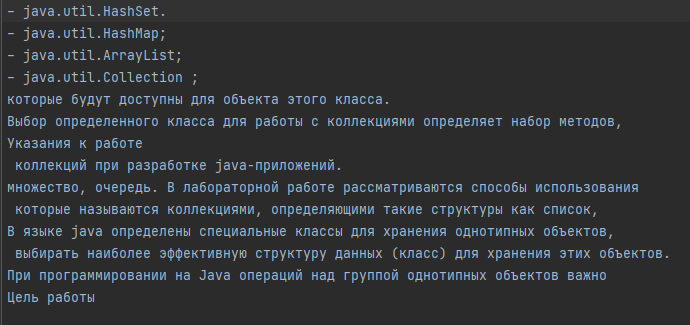 – java.util.HashSet.
– java.util.HashMap;
– java.util.ArrayList;
– java.util.Collection ;
которые будут доступны для объекта этого класса.
Выбор определенного класса для работы с коллекциями определяет набор методов,
Указания к работе
 коллекций при разработке java-приложений.
множество, очередь. В лабораторной работе рассматриваются способы использования
 которые называются коллекциями, определяющими такие структуры как список,
В языке java определены специальные классы для хранения однотипных объектов,
 выбирать наиболее эффективную структуру данных (класс) для хранения этих объектов.
При программировании на Java операций над группой однотипных объектов важно
Цель работы